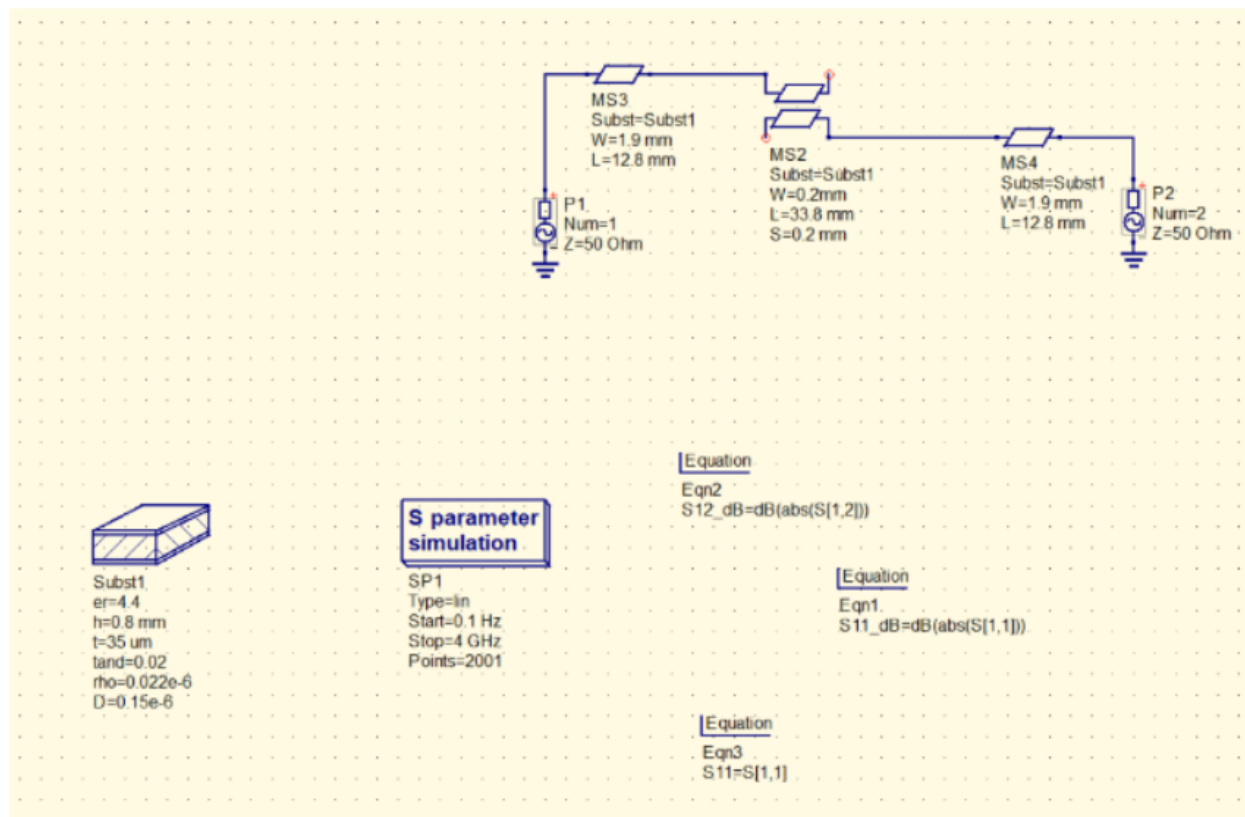 MS3
Subst=Subst1
W=1.9 mm
L=12.8 mm
MS2
Subst=Subst1
W=0.2mm
L=33.8 mm
S=0.2 mm
MS4
Subst=Subst1
W=1.9 mm
L=12.8 mm
P1
Num=1
Z=50 Ohm
P2
Num=2
Z=50 Ohm
Equation
Eqn2
S12_dB=dB(abs(S[1,2]))
S parameter
simulation
SP1
Type=lin
Start=0.1 Hz
Stop=4 GHz
Points=2001
Subst1
er=4.4
h=0.8 mm
t=35 um
tand=0.02
rho=0.022e-6
D=0.15e-6
Equation
Eqn1
S11_dB=dB(abs(S[1,1]))
Equation
Eqn3
S11=S[1,1]